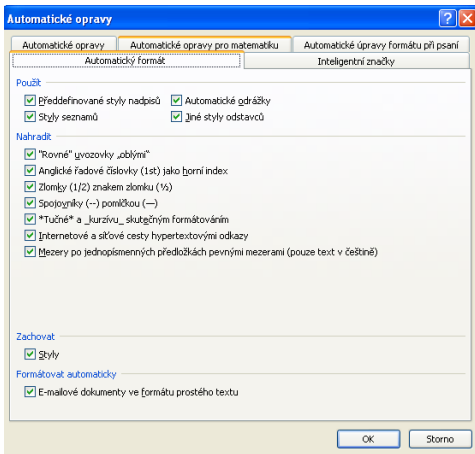 Automatické opravy
Automatické opravy Automatické opravy pro matematiku Automatické úpravy formátu při psaní
Automatický formát Inteligentní značky
Použít
Předdefinované styly nadpisů Automatické odrážky
Styly seznamů Jiné styly odstavců
Nahradit
"Rovné" uvozovky „oblými“
Anglické řadové číslovky (1st) jako horní index
Zlomky (1/2) znakem zlomku (½)
Spojovníky (--) pomlčkou (—)
*Tučné* a _kurzívu_ skutečným formátováním
Internetové a síťové cesty hypertextovými odkazy
Mezery po jednopísmenných předložkách pevnými mezerami (pouze text v češtině)
Zachovat
Styly
Formátovat automaticky
E-mailové dokumenty ve formátu prostého textu
OK Storno